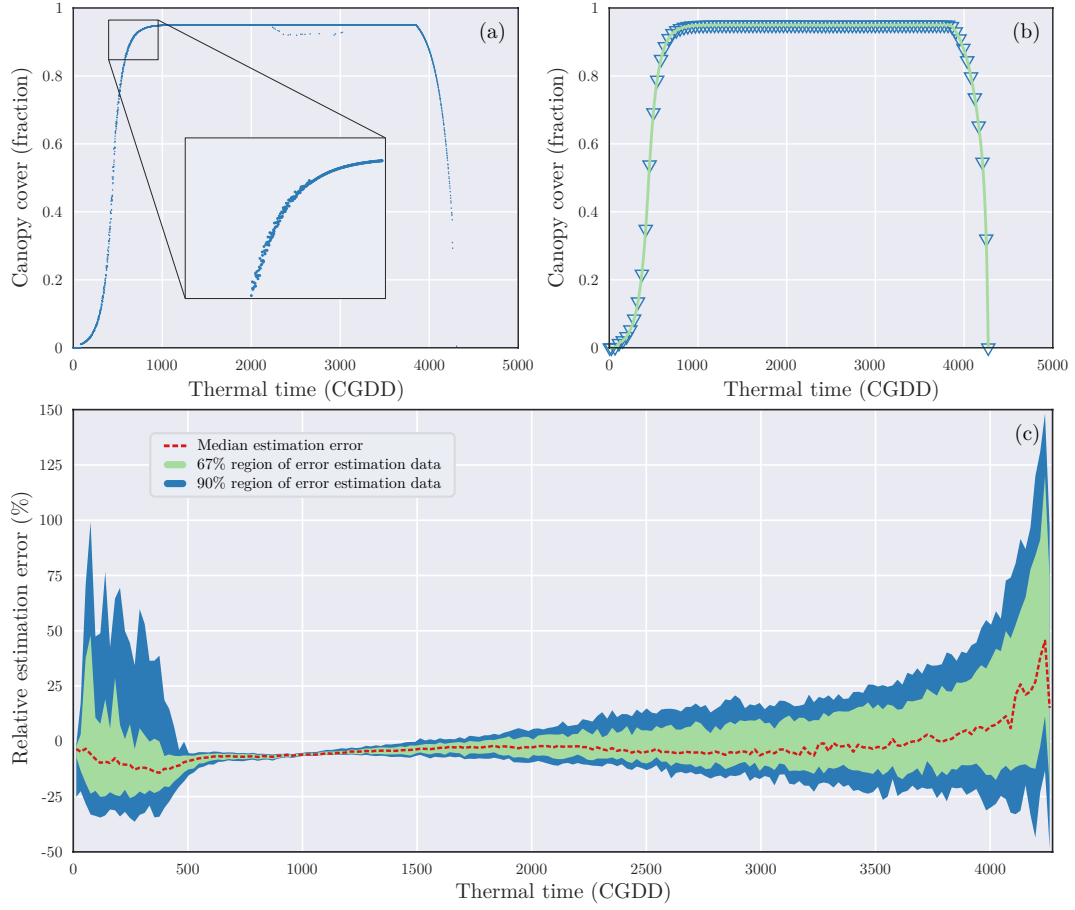 1
0.8
0.6
0.4
0.2
0
Canopy cover (fraction)
(a)
0 1000 2000 3000 4000 5000
Thermal time (CGDD)
1
0.8
0.6
0.4
0.2
0
Canopy cover (fraction)
(b)
0 1000 2000 3000 4000 5000
Thermal time (CGDD)
150
125
100
75
50
25
0
-25
-50
Relative estimation error (%)
(c)
Median estimation error
67% region of error estimation data
90% region of error estimation data
0 500 1000 1500 2000 2500 3000 3500 4000
Thermal time (CGDD)